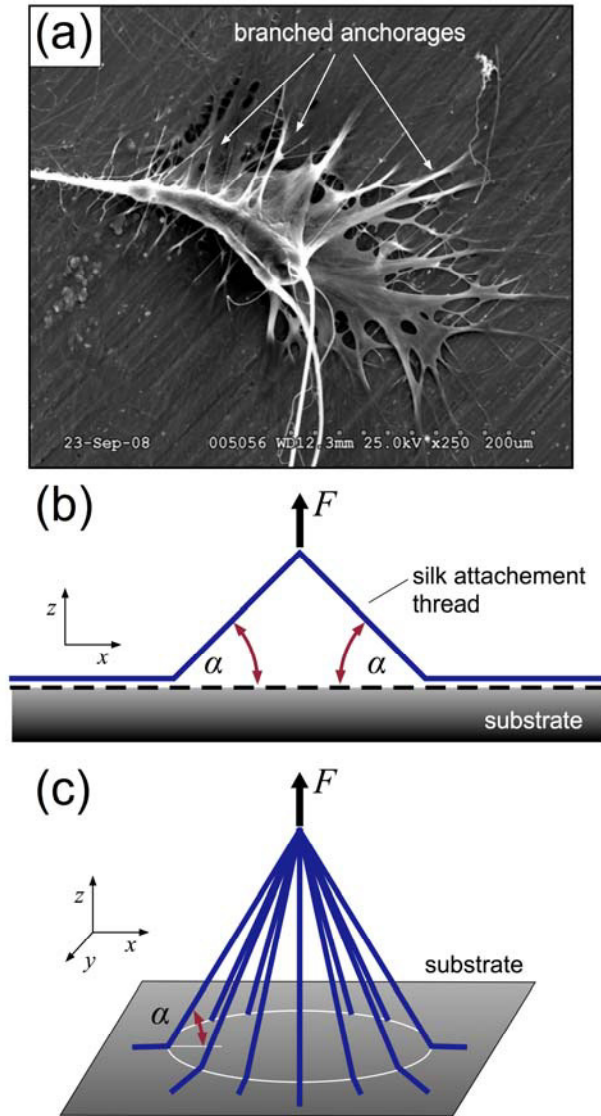 (a)
branched anchorages
23-Sep-08 005056 WD12.3mm 25.0kV x250 200um
(b)
F
z
x
α
α
silk attachement
thread
substrate
(c)
F
z
y
x
α
substrate